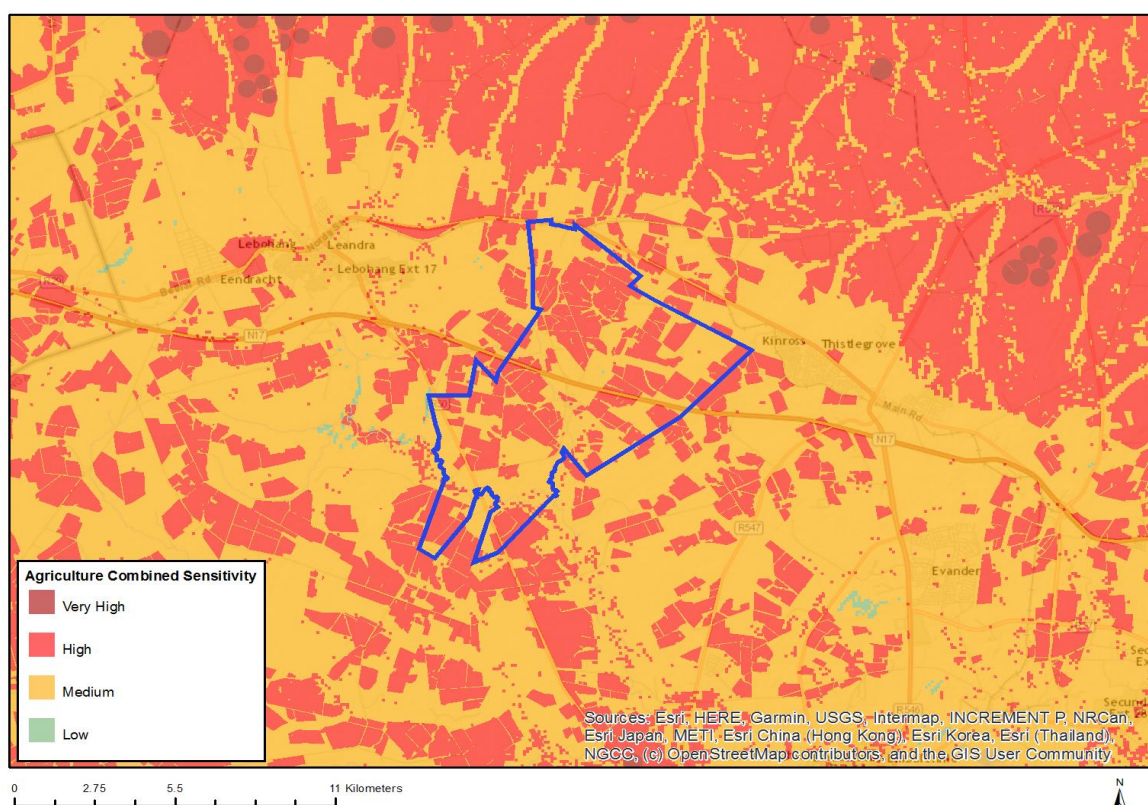 Lebohang
Leandra
Lebohang Ext 17
Eendracht
R29
N17
Kinross
Thistlegrove
Main Rd
N17
R547
Evander
R546
Agriculture Combined Sensitivity
Very High
High
Medium
Low
Sources: Esri, HERE, Garmin, USGS, Intermap, INCREMENT P, NRCan,
Esri Japan, METI, Esri China (Hong Kong), Esri Korea, Esri (Thailand),
NGCC, (c) OpenStreetMap contributors, and the GIS User Community
0 2.75 5.5 11 Kilometers
N